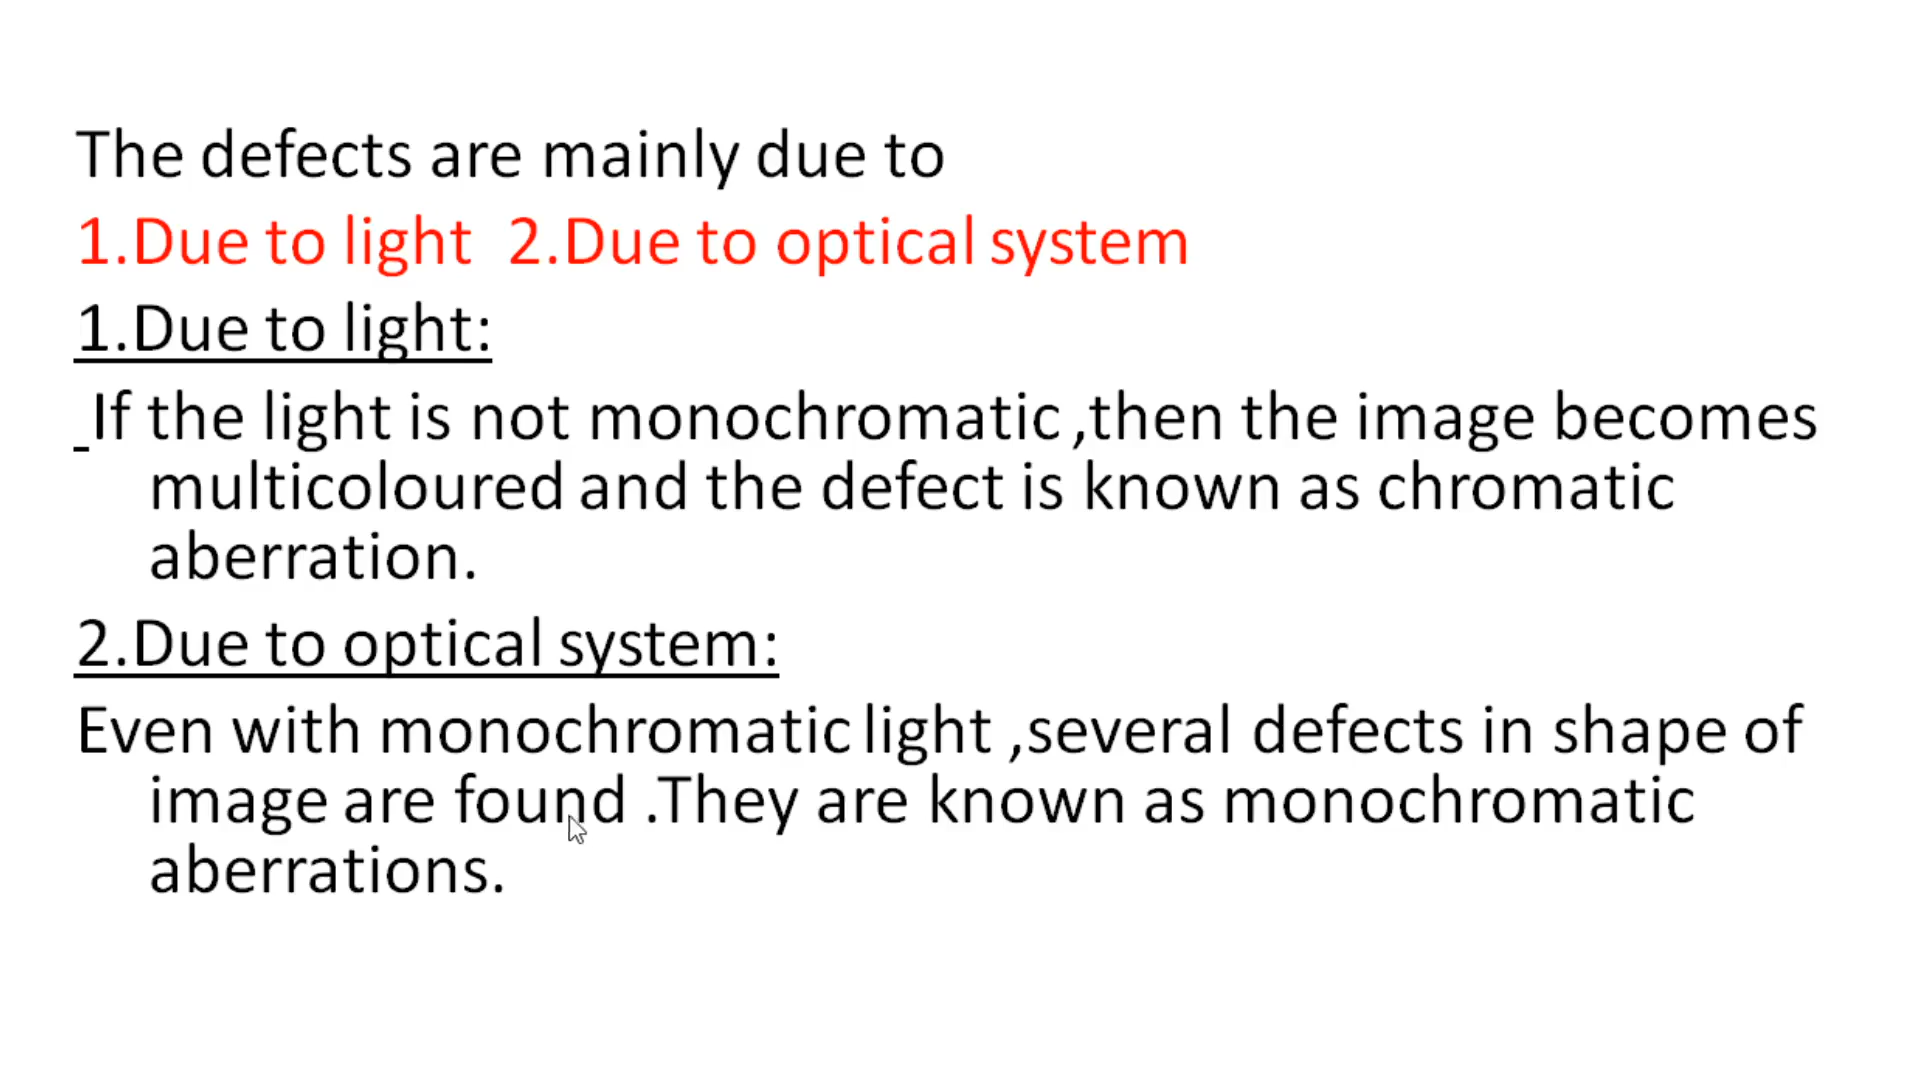 The defects are mainly due to
1.Due to light  2.Due to optical system
1.Due to light:
If the light is not monochromatic ,then the image becomes
multicoloured and the defect is known as chromatic
aberration.
2.Due to optical system:
Even with monochromatic light ,several defects in shape of
image are found .They are known as monochromatic
aberrations.